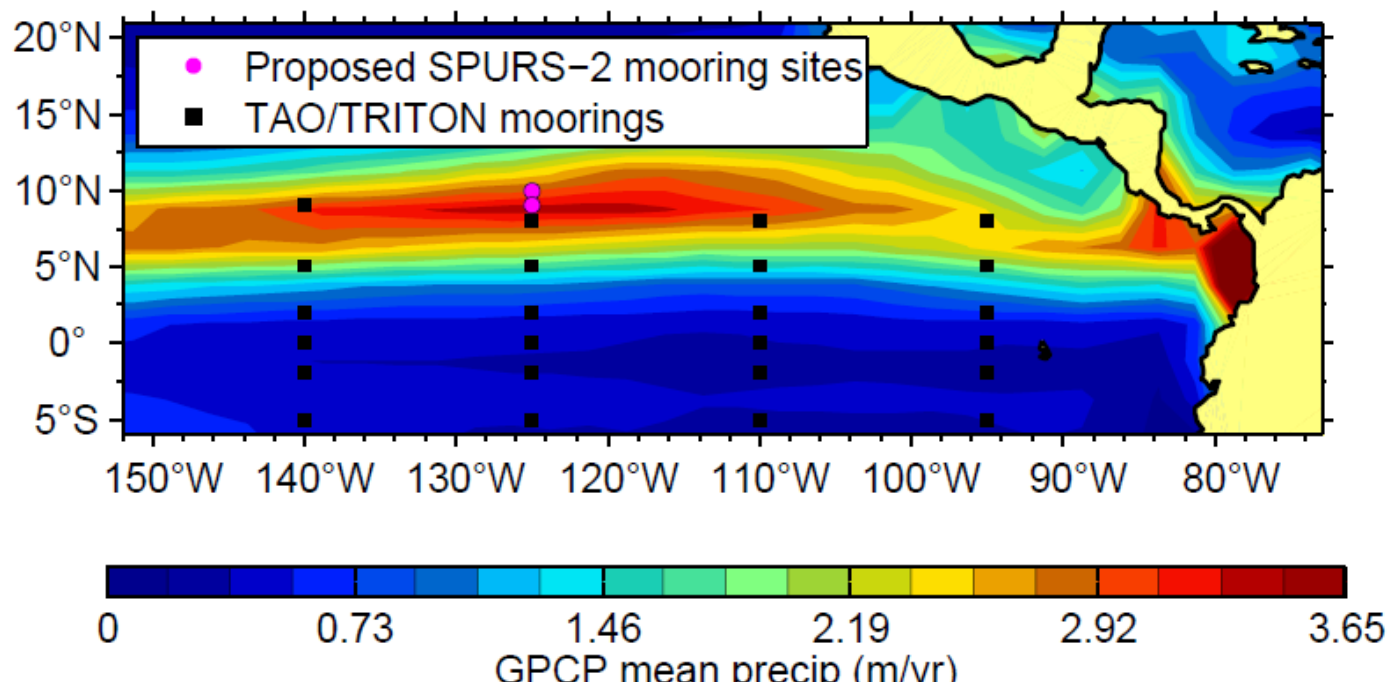 20°N
15°N
10°N
5°N
0°
5°S
Proposed SPURS−2 mooring sites
TAO/TRITON moorings
150°W 140°W 130°W 120°W 110°W 100°W 90°W 80°W
0 0.73 1.46 2.19 2.92 3.65
GPCP mean precip (m/yr)